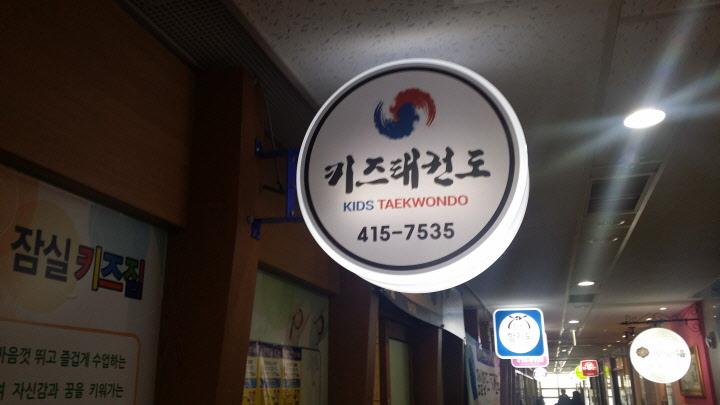 키즈태권도
KIDS TAEKWONDO
415-7535
잠실 키즈짐
마음껏 뛰고 즐겁게 수업하는
자신감과 꿈을 키워가는